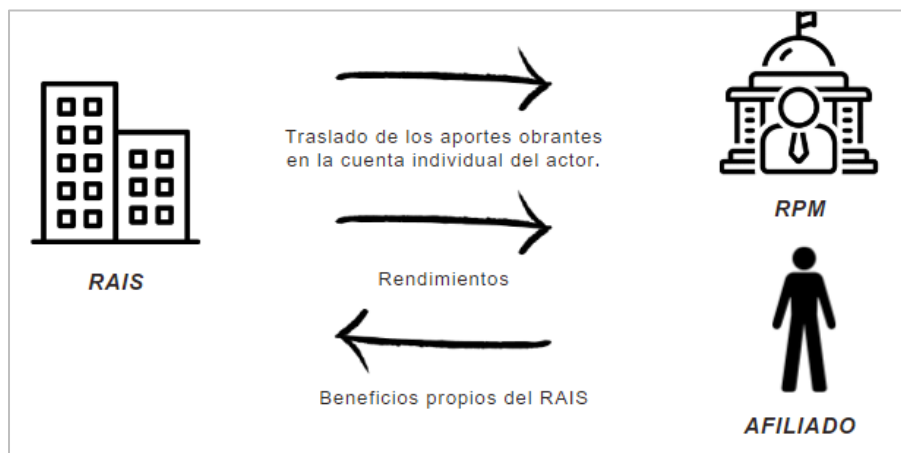 Traslado de los aportes obrantes
en la cuenta individual del actor.
RPM
RAIS
Rendimientos
Beneficios propios del RAIS
AFILIADO